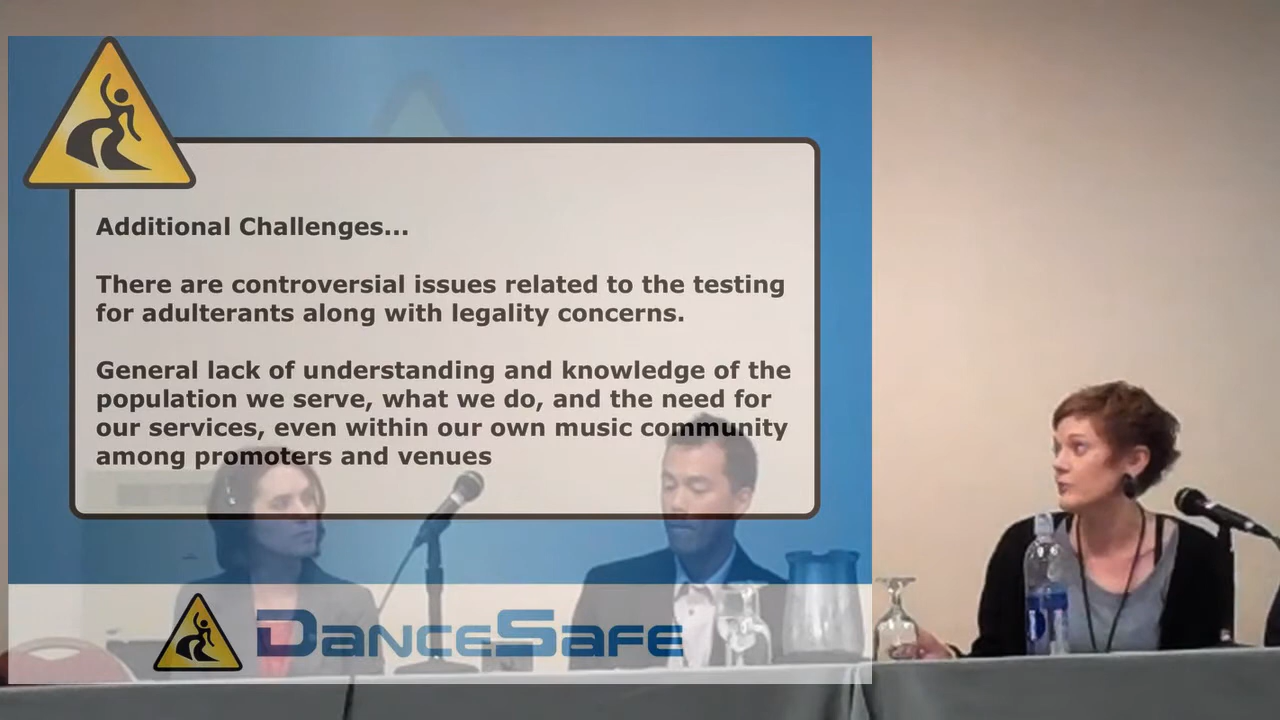 Additional Challenges...
There are controversial issues related to the testing
for adulterants along with legality concerns.
General lack of understanding and knowledge of the
population we serve, what we do, and the need for
our services, even within our own music community
among promoters and venues
DanceSafe